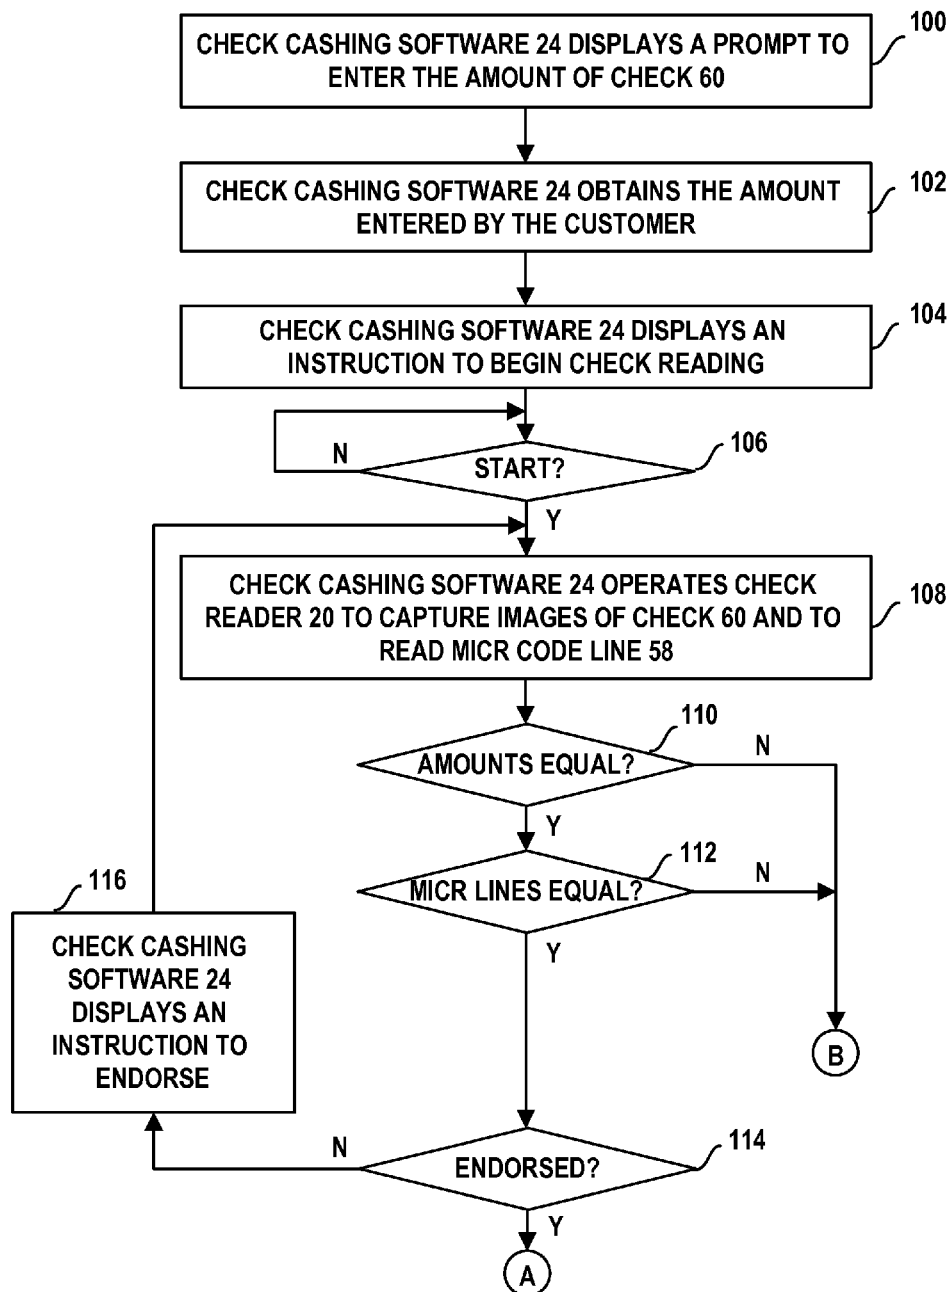 100
CHECK CASHING SOFTWARE 24 DISPLAYS A PROMPT TO
ENTER THE AMOUNT OF CHECK 60
102
CHECK CASHING SOFTWARE 24 OBTAINS THE AMOUNT
ENTERED BY THE CUSTOMER
104
CHECK CASHING SOFTWARE 24 DISPLAYS AN
INSTRUCTION TO BEGIN CHECK READING
106
N
START?
Y
108
CHECK CASHING SOFTWARE 24 OPERATES CHECK
READER 20 TO CAPTURE IMAGES OF CHECK 60 AND TO
READ MICR CODE LINE 58
110
N
AMOUNTS EQUAL?
Y
112
N
MICR LINES EQUAL?
Y
116
CHECK CASHING
SOFTWARE 24
DISPLAYS AN
INSTRUCTION TO
ENDORSE
B
114
N
ENDORSED?
Y
A